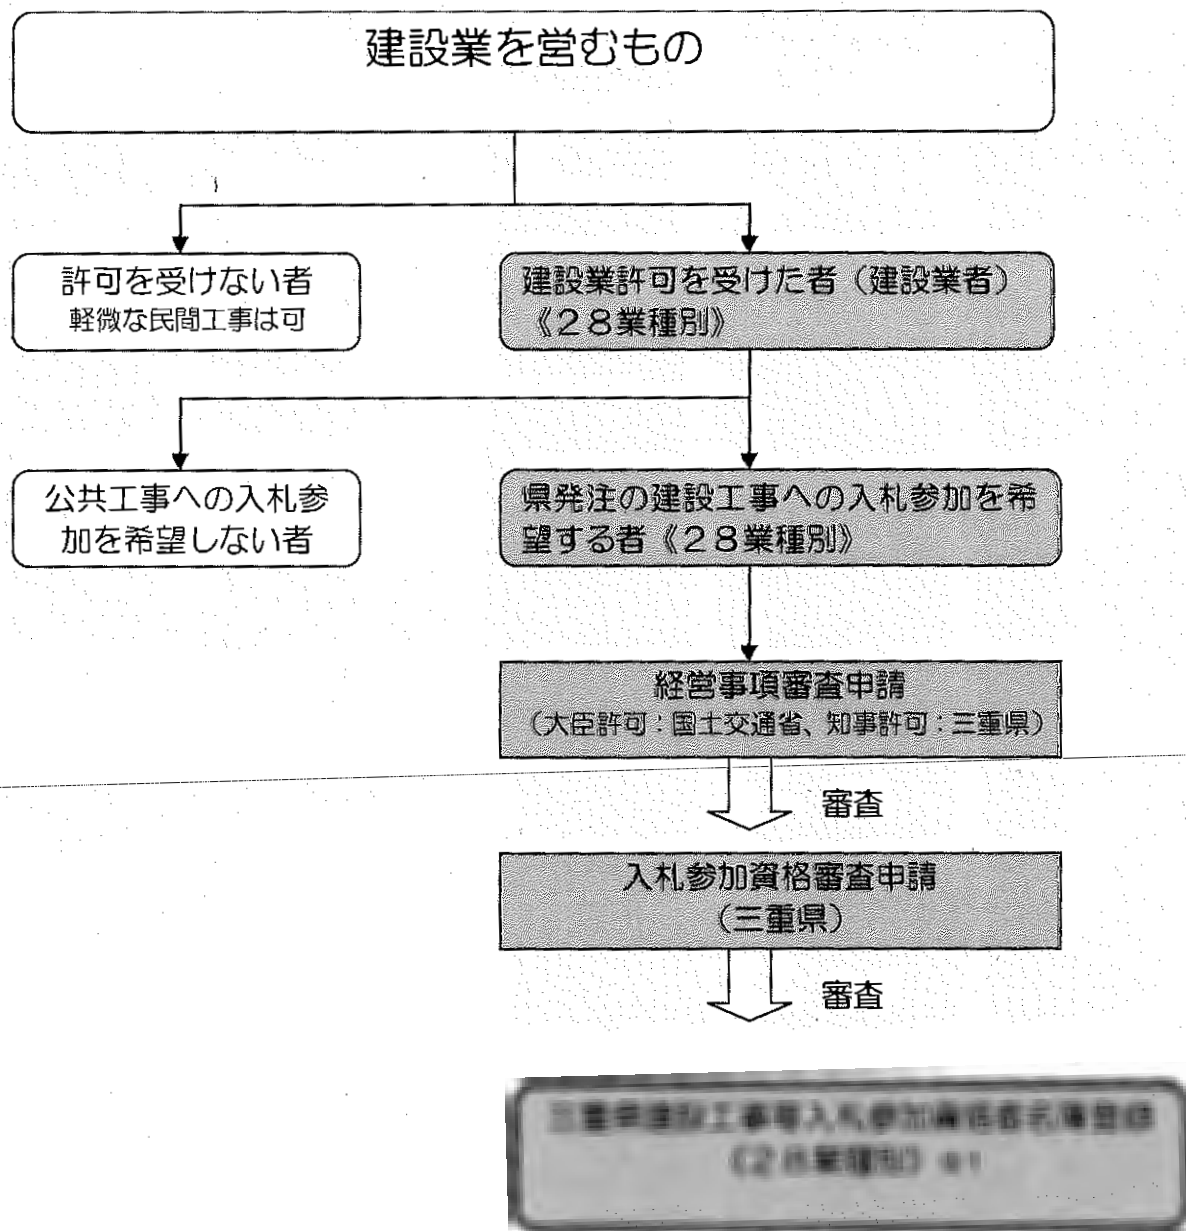 建設業を営むもの
許可を受けない者
軽微な民間工事は可
建設業許可を受けた者（建設業者）
《２８業種別》
公共工事への入札参
加を希望しない者
県発注の建設工事への入札参加を希
望する者《２８業種別》
経営事項審査申請
（大臣許可：国土交通省、知事許可：三重県）
審査
入札参加資格審査申請
（三重県）
審査